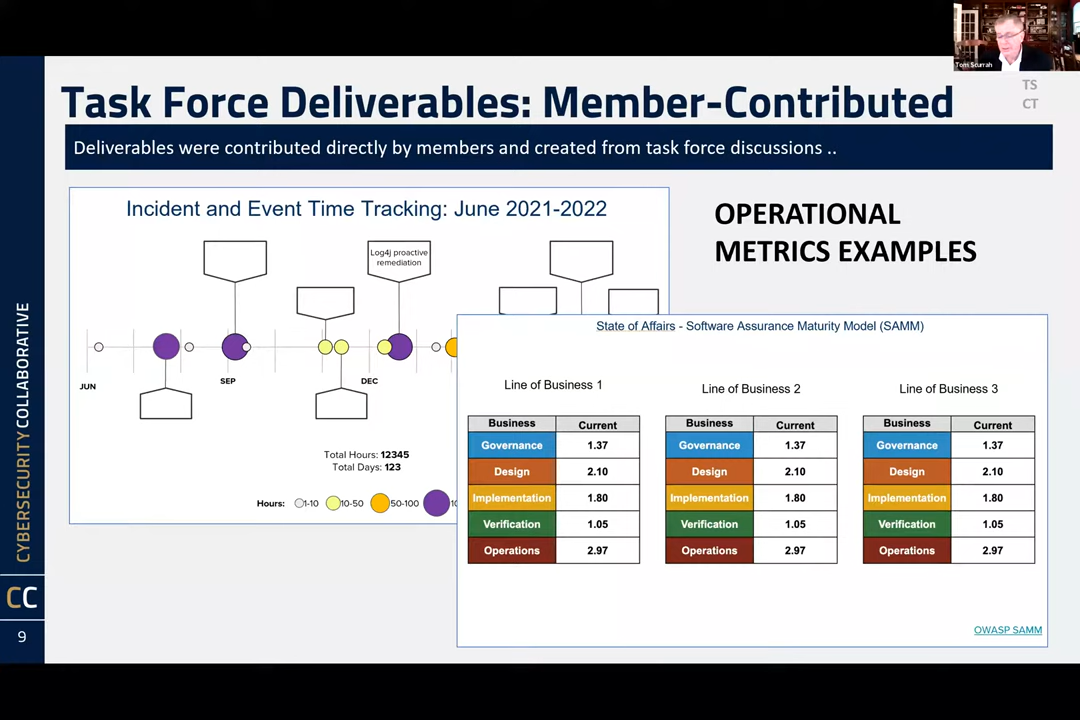 Tom Scurrah
TS
CT
Task Force Deliverables: Member-Contributed
Deliverables were contributed directly by members and created from task force discussions ..
Incident and Event Time Tracking: June 2021-2022
Log4j proactive
remediation
JUN
SEP
DEC
Total Hours: 12345
Total Days: 123
Hours:
1-10
10-50
50-100
10
OPERATIONAL
METRICS EXAMPLES
State of Affairs - Software Assurance Maturity Model (SAMM)
Line of Business 1
Business Current
Governance 1.37
Design 2.10
Implementation 1.80
Verification 1.05
Operations 2.97
Line of Business 2
Business Current
Governance 1.37
Design 2.10
Implementation 1.80
Verification 1.05
Operations 2.97
Line of Business 3
Business Current
Governance 1.37
Design 2.10
Implementation 1.80
Verification 1.05
Operations 2.97
OWASP SAMM
CYBERSECURITY COLLABORATIVE
CC
9